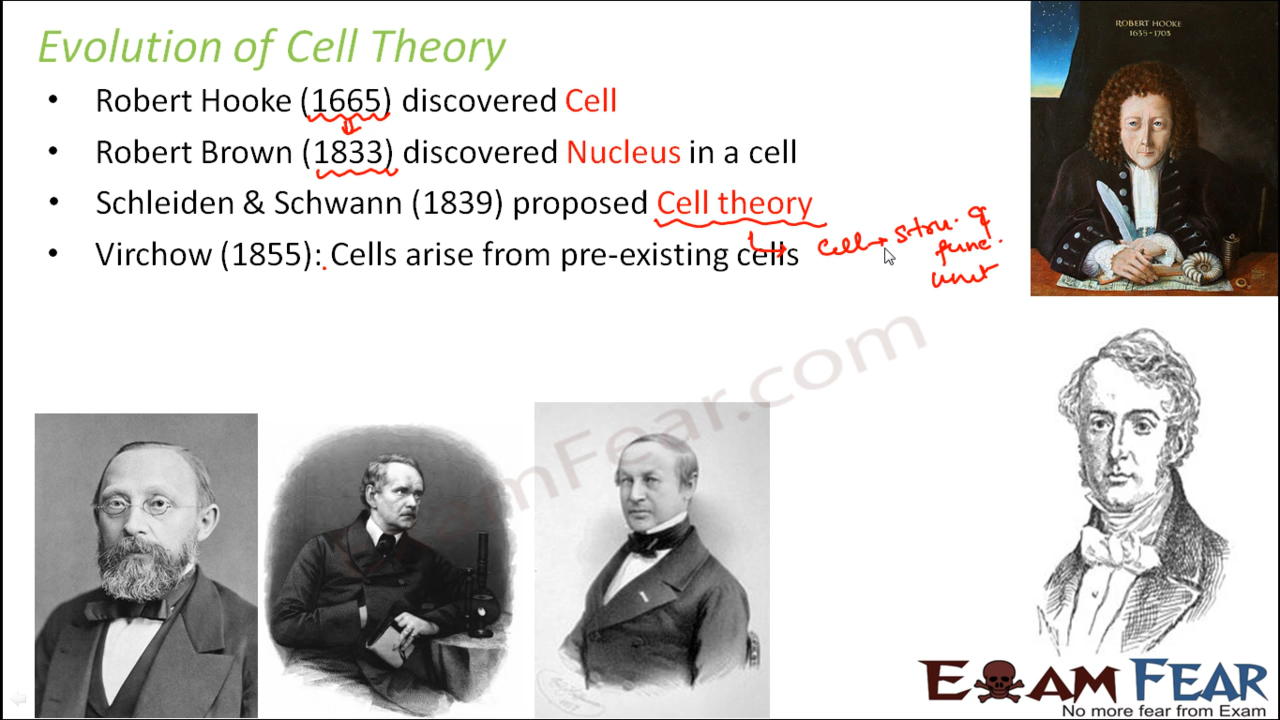 Evolution of Cell Theory
ROBERT HOOKE
1635-1703
• Robert Hooke (1665) discovered Cell
• Robert Brown (1833) discovered Nucleus in a cell
• Schleiden & Schwann (1839) proposed Cell theory
• Virchow (1855): Cells arise from pre-existing cells
Cell → stru. &
func.
unit
ExamFear.com
EXAM FEAR
No more fear from Exam